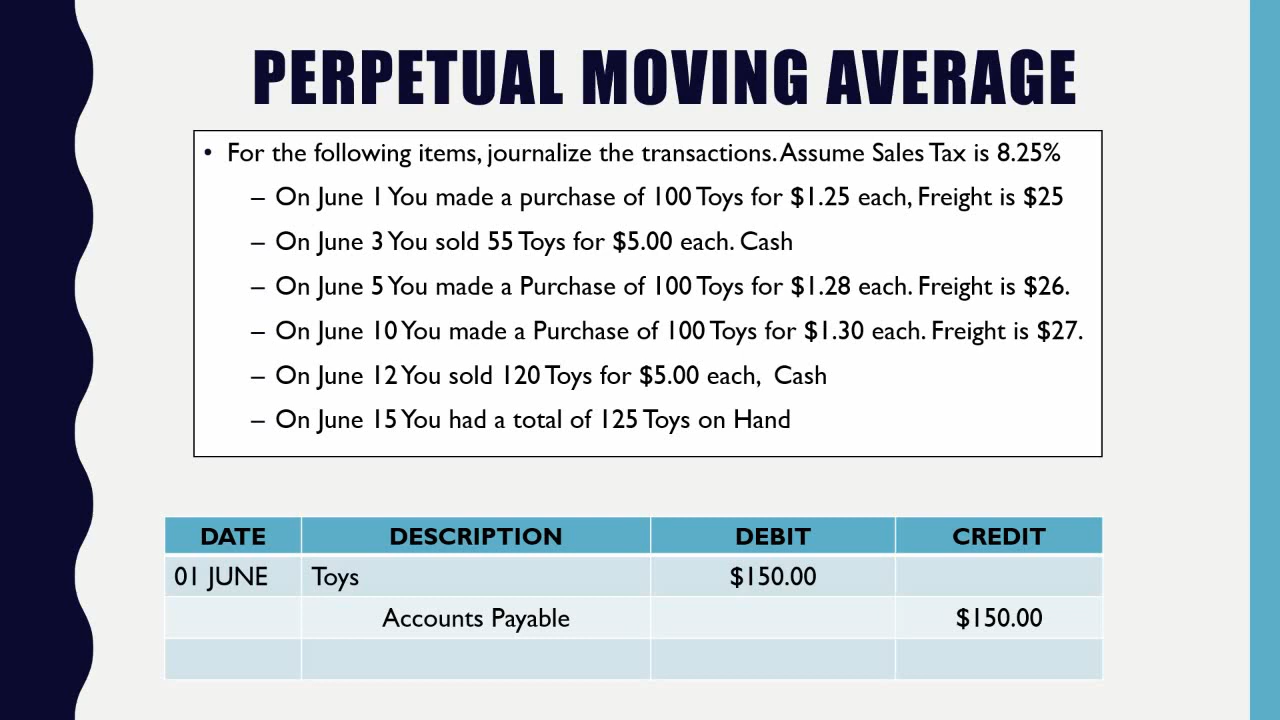 PERPETUAL MOVING AVERAGE
• For the following items, journalize the transactions. Assume Sales Tax is 8.25%
– On June 1 You made a purchase of 100 Toys for $1.25 each, Freight is $25
– On June 3 You sold 55 Toys for $5.00 each. Cash
– On June 5 You made a Purchase of 100 Toys for $1.28 each. Freight is $26.
– On June 10 You made a Purchase of 100 Toys for $1.30 each. Freight is $27.
– On June 12 You sold 120 Toys for $5.00 each, Cash
– On June 15 You had a total of 125 Toys on Hand
DATE DESCRIPTION DEBIT CREDIT
01 JUNE Toys $150.00
Accounts Payable $150.00